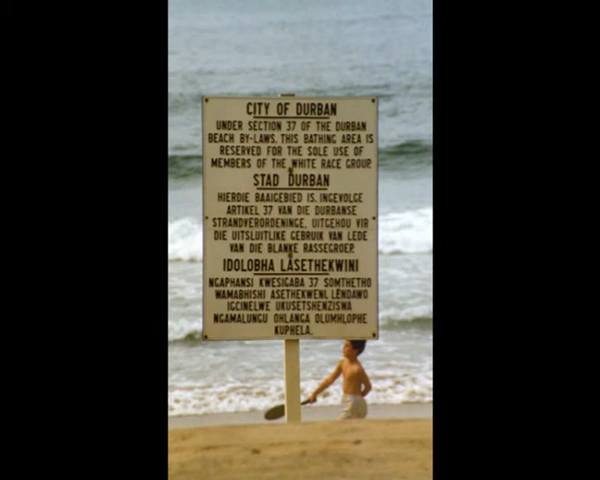 CITY OF DURBAN
UNDER SECTION 37 OF THE DURBAN
BEACH BY-LAWS. THIS BATHING AREA IS
RESERVED FOR THE SOLE USE OF
MEMBERS OF THE WHITE RACE GROUP.
STAD DURBAN
HIERDIE BAAIGEBIED IS, INGEVOLGE
ARTIKEL 37 VAN DIE DURBANSE
STRANDVERORDENINGE, UITGEHOU VIR
DIE UITSLUITLIKE GEBRUIK VAN LEDE
VAN DIE BLANKE RASSEGROEP.
IDOLOBHA LASETHEKWINI
NGAPHANSI KWESIGABA 37 SOMTHETHO
WAMABHISHI ASETHEKWENI, LENDAWO
IGCINELWE UKUSETSHENZISWA
NGAMALUNGU OHLANGA OLUMHLOPHE
KUPHELA.